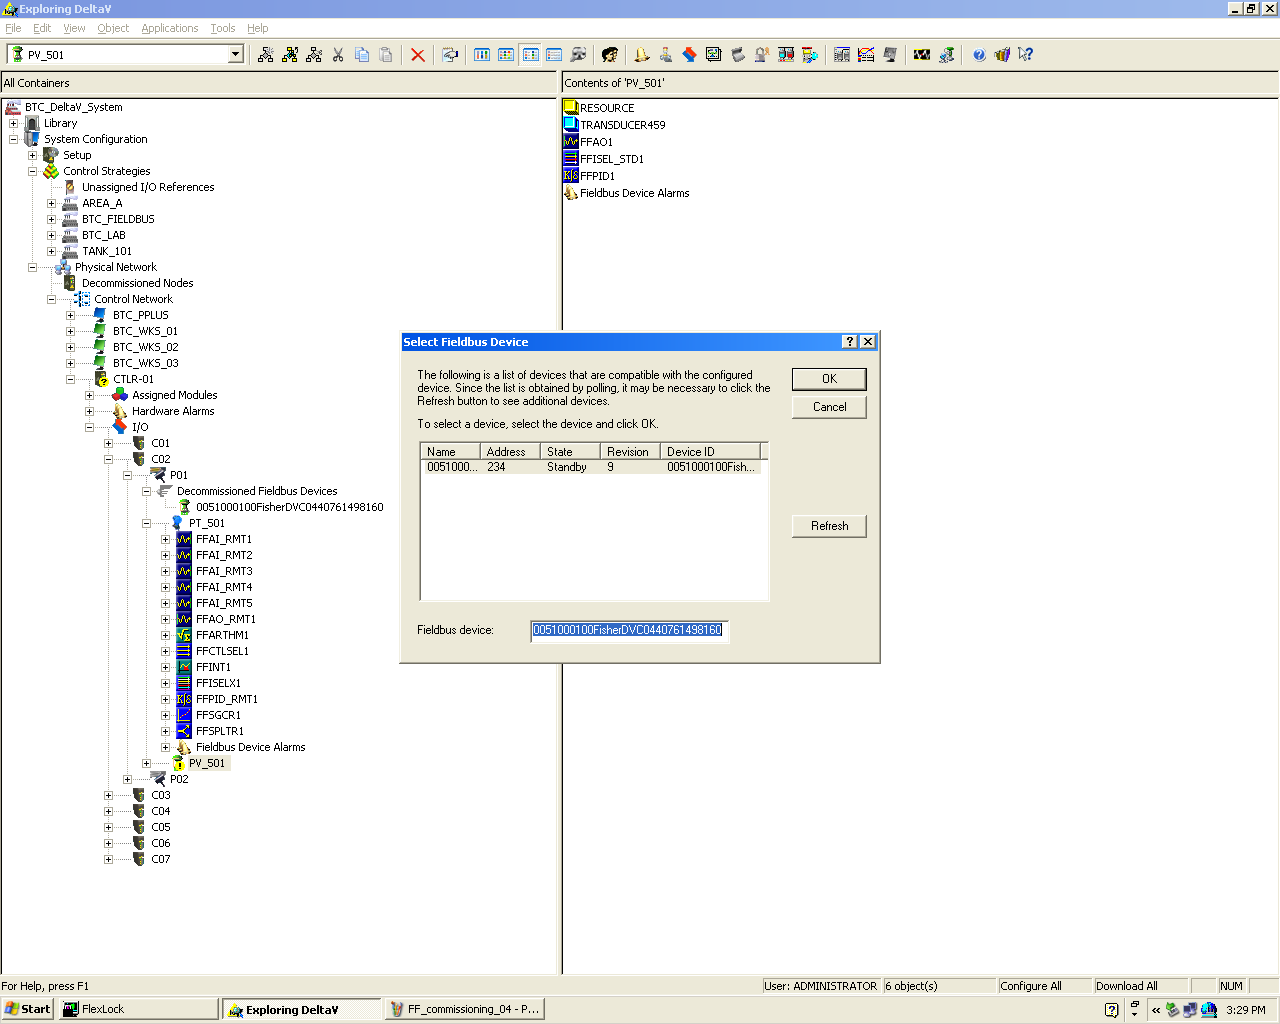 Exploring DeltaV
File Edit View Object Applications Tools Help
PV_501
All Containers
Contents of 'PV_501'
BTC_DeltaV_System
Library
System Configuration
Setup
Control Strategies
Unassigned I/O References
AREA_A
BTC_FIELDBUS
BTC_LAB
TANK_101
Physical Network
Decommissioned Nodes
Control Network
BTC_PPLUS
BTC_WKS_01
BTC_WKS_02
BTC_WKS_03
CTLR-01
Assigned Modules
Hardware Alarms
I/O
C01
C02
P01
Decommissioned Fieldbus Devices
0051000100FisherDVC0440761498160
PT_501
FFAI_RMT1
FFAI_RMT2
FFAI_RMT3
FFAI_RMT4
FFAI_RMT5
FFAO_RMT1
FFARTHM1
FFCTLSEL1
FFINT1
FFISELX1
FFPID_RMT1
FFSGCR1
FFSPLTR1
Fieldbus Device Alarms
PV_501
P02
C03
C04
C05
C06
C07
RESOURCE
TRANSDUCER459
FFAO1
FFISEL_STD1
FFPID1
Fieldbus Device Alarms
Select Fieldbus Device
The following is a list of devices that are compatible with the configured
device. Since the list is obtained by polling, it may be necessary to click the
Refresh button to see additional devices.
To select a device, select the device and click OK.
OK
Cancel
Name Address State Revision Device ID
0051000... 234 Standby 9 0051000100Fish...
Refresh
Fieldbus device: 0051000100FisherDVC0440761498160
For Help, press F1
User: ADMINISTRATOR 6 object(s) Configure All Download All NUM
Start FlexLock Exploring DeltaV FF_commissioning_04 - P... « 3:29 PM